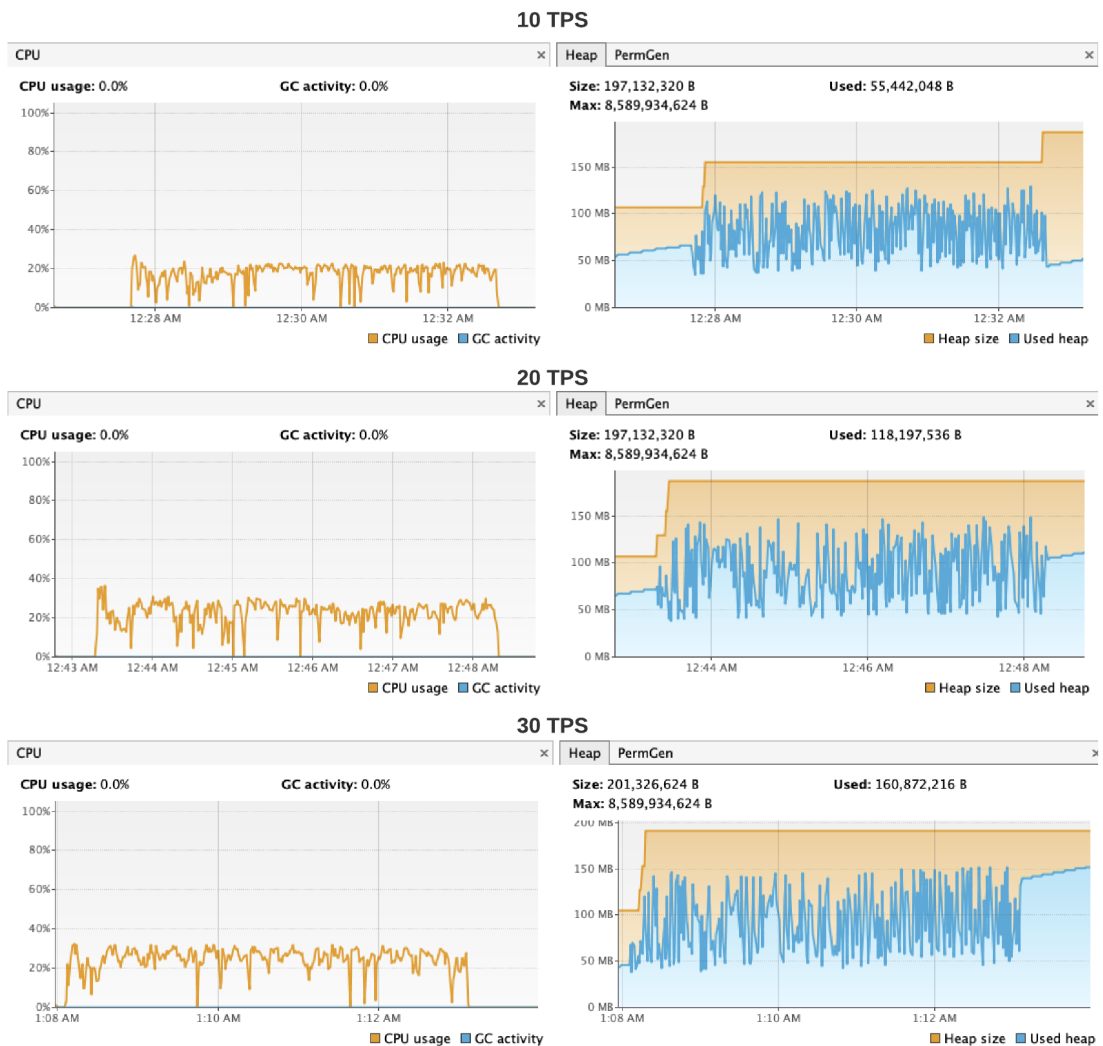 10 TPS
CPU × Heap PermGen ×
CPU usage: 0.0% GC activity: 0.0% Size: 197,132,320 B Used: 55,442,048 B
Max: 8,589,934,624 B
100%
80%
60%
40%
20%
0%
12:28 AM 12:30 AM 12:32 AM
CPU usage GC activity
150 MB
100 MB
50 MB
0 MB
12:28 AM 12:30 AM 12:32 AM
Heap size Used heap
20 TPS
CPU × Heap PermGen ×
CPU usage: 0.0% GC activity: 0.0% Size: 197,132,320 B Used: 118,197,536 B
Max: 8,589,934,624 B
100%
80%
60%
40%
20%
0%
12:43 AM 12:44 AM 12:45 AM 12:46 AM 12:47 AM 12:48 AM
CPU usage GC activity
150 MB
100 MB
50 MB
0 MB
12:44 AM 12:46 AM 12:48 AM
Heap size Used heap
30 TPS
CPU × Heap PermGen ×
CPU usage: 0.0% GC activity: 0.0% Size: 201,326,624 B Used: 160,872,216 B
Max: 8,589,934,624 B
100%
80%
60%
40%
20%
0%
1:08 AM 1:10 AM 1:12 AM
CPU usage GC activity
200 MB
150 MB
100 MB
50 MB
0 MB
1:08 AM 1:10 AM 1:12 AM
Heap size Used heap